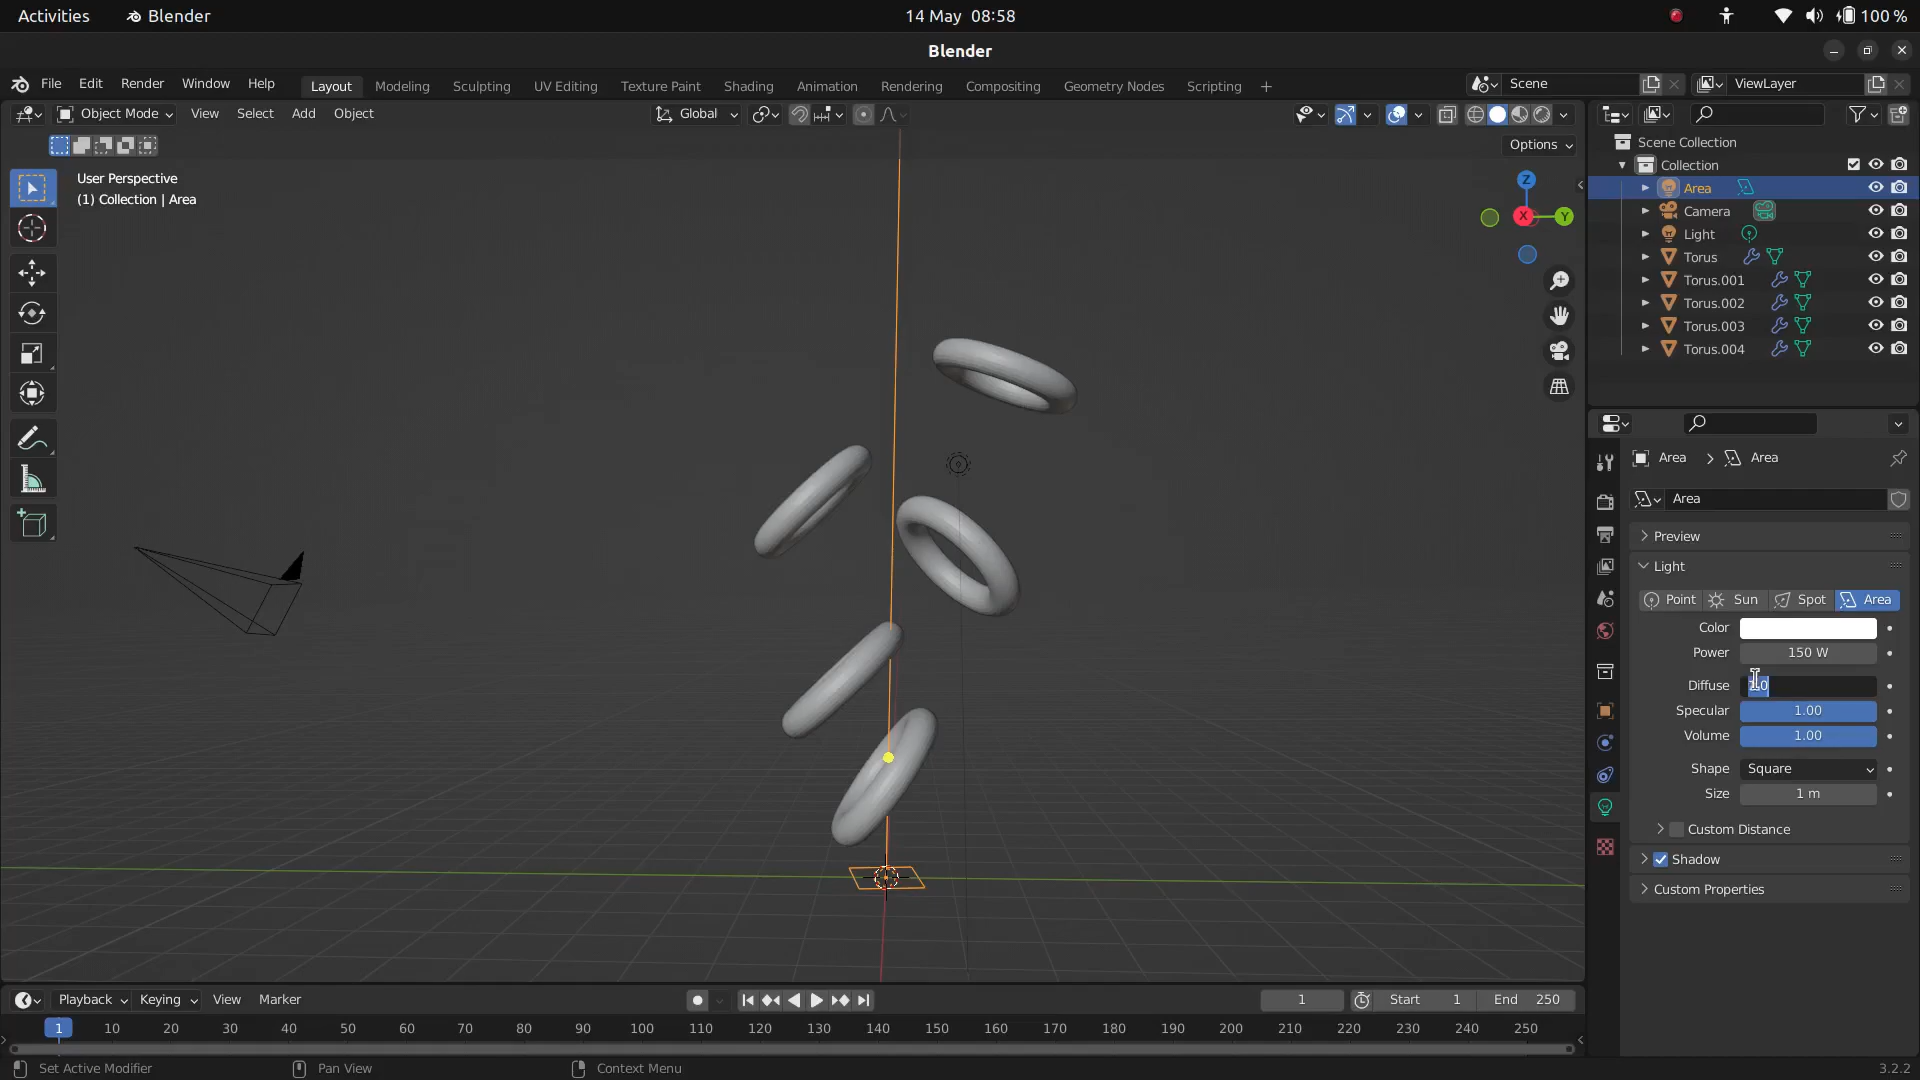 Activities Blender 14 May 08:58 100 %
Blender
File Edit Render Window Help Layout Modeling Sculpting UV Editing Texture Paint Shading Animation Rendering Compositing Geometry Nodes Scripting + Scene ViewLayer
Object Mode View Select Add Object Global
Options
User Perspective
(1) Collection | Area
Z
X
Y
Scene Collection
Collection
Area
Camera
Light
Torus
Torus.001
Torus.002
Torus.003
Torus.004
Area > Area
Area
Preview
Light
Point Sun Spot Area
Color
Power 150 W
Diffuse
Specular 1.00
Volume 1.00
Shape Square
Size 1 m
Custom Distance
Shadow
Custom Properties
Playback Keying View Marker 1 Start 1 End 250
1 10 20 30 40 50 60 70 80 90 100 110 120 130 140 150 160 170 180 190 200 210 220 230 240 250
Set Active Modifier Pan View Context Menu 3.2.2